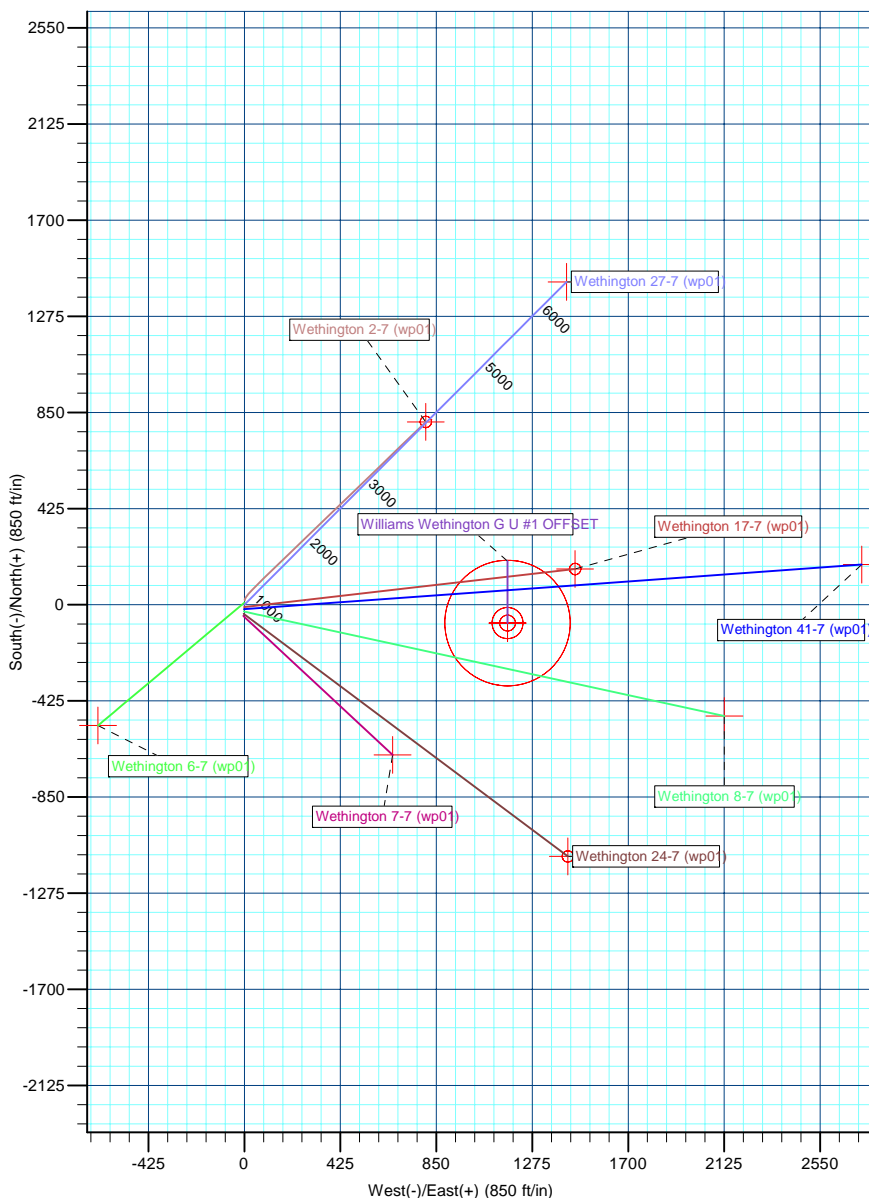 2550
2125
1700
1275
850
425
0
-425
-850
-1275
-1700
-2125
South(-)/North(+) (850 ft/in)
Wethington 27-7 (wp01)
6000
Wethington 2-7 (wp01)
5000
3000
Williams Wethington G U #1 OFFSET
Wethington 17-7 (wp01)
2000
1000
Wethington 41-7 (wp01)
Wethington 6-7 (wp01)
Wethington 7-7 (wp01)
Wethington 8-7 (wp01)
Wethington 24-7 (wp01)
-425 0 425 850 1275 1700 2125 2550
West(-)/East(+) (850 ft/in)